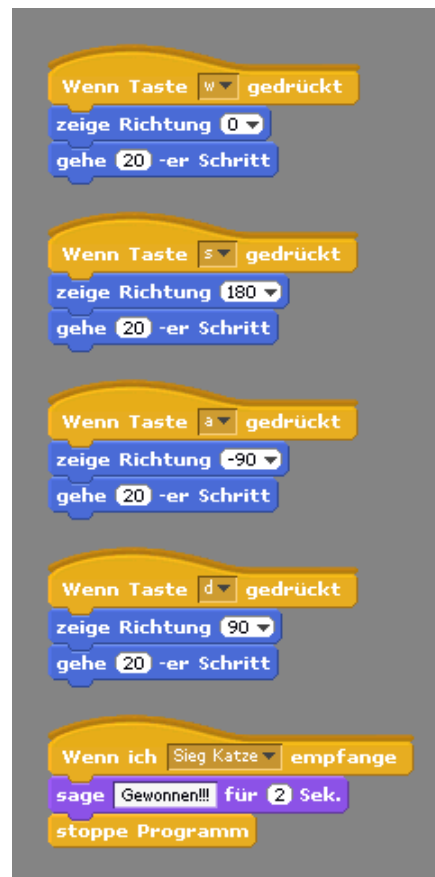 Wenn Taste w gedrückt
zeige Richtung 0
gehe 20 -er Schritt
Wenn Taste s gedrückt
zeige Richtung 180
gehe 20 -er Schritt
Wenn Taste a gedrückt
zeige Richtung -90
gehe 20 -er Schritt
Wenn Taste d gedrückt
zeige Richtung 90
gehe 20 -er Schritt
Wenn ich Sieg Katze empfange
sage Gewonnen!!! für 2 Sek.
stoppe Programm